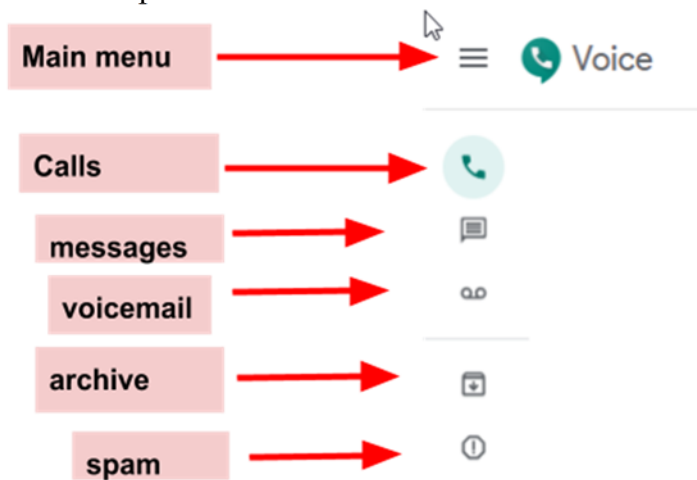 Main menu
Voice
Calls
messages
voicemail
archive
spam